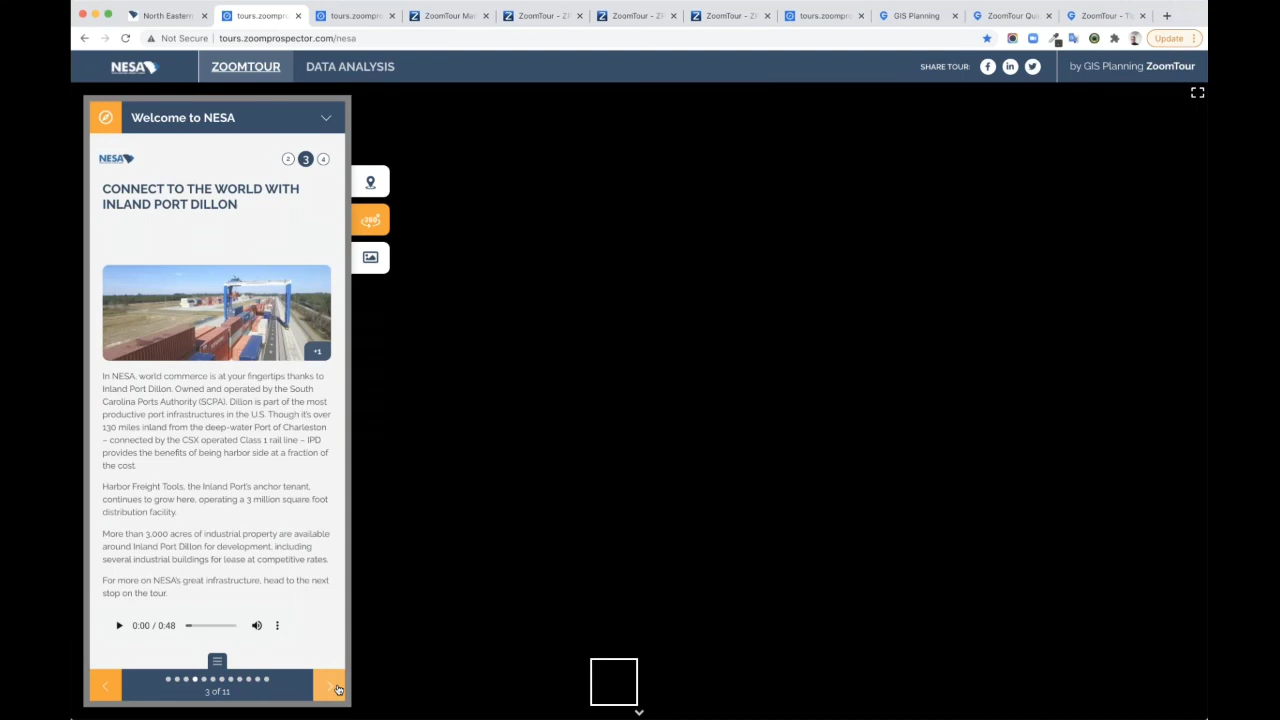 North Eastern
tours.zoompro
tours.zoompro
ZoomTour Ma
ZoomTour - Z
ZoomTour - Z
ZoomTour - Z
tours.zoompro
GIS Planning
ZoomTour Qu
ZoomTour – Ti
Not Secure
tours.zoomprospector.com/nesa
Update
NESA
ZOOMTOUR
DATA ANALYSIS
SHARE TOUR:
by GIS Planning ZoomTour
Welcome to NESA
NESA
2 3 4
CONNECT TO THE WORLD WITH
INLAND PORT DILLON
+1
In NESA, world commerce is at your fingertips thanks to
Inland Port Dillon. Owned and operated by the South
Carolina Ports Authority (SCPA), Dillon is part of the most
productive port infrastructures in the U.S. Though it's over
130 miles inland from the deep-water Port of Charleston
– connected by the CSX operated Class 1 rail line – IPD
provides the benefits of being harbor side at a fraction of
the cost.
Harbor Freight Tools, the Inland Port's anchor tenant,
continues to grow here, operating a 3 million square foot
distribution facility.
More than 3,000 acres of industrial property are available
around Inland Port Dillon for development, including
several industrial buildings for lease at competitive rates.
For more on NESA's great infrastructure, head to the next
stop on the tour.
0:00 / 0:48
3 of 11
360°